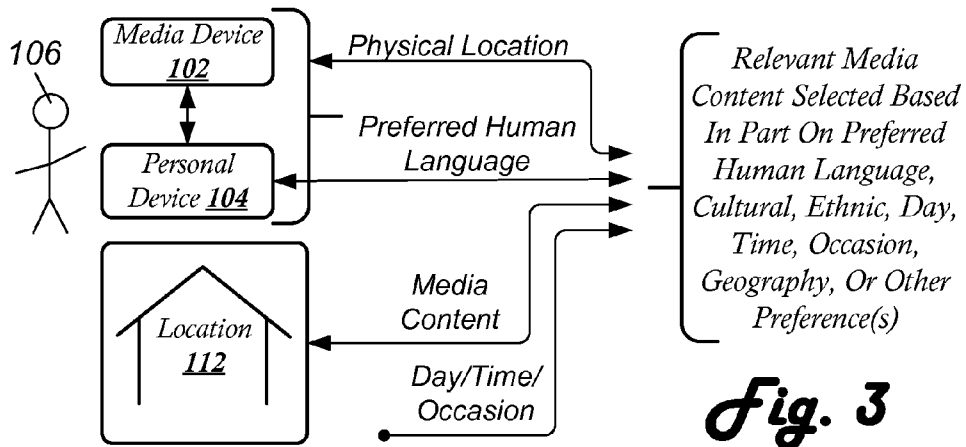 106
Media Device
102
Personal
Device 104
Location
112
Physical Location
Preferred Human
Language
Media
Content
Day/Time/
Occasion
Relevant Media
Content Selected Based
In Part On Preferred
Human Language,
Cultural, Ethnic, Day,
Time, Occasion,
Geography, Or Other
Preference(s)
Fig. 3